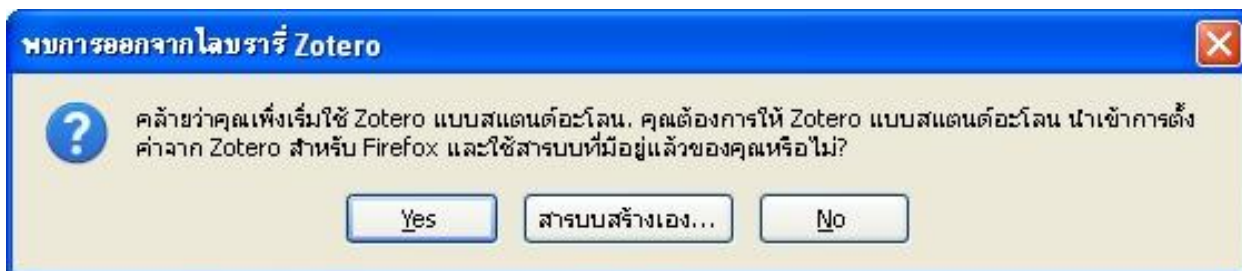 พบการออกจากไลบรารี่ Zotero
คล้ายว่าคุณเพิ่งเริ่มใช้ Zotero แบบสแตนด์อะโลน. คุณต้องการให้ Zotero แบบสแตนด์อะโลน นำเข้าการตั้ง
ค่าจาก Zotero สำหรับ Firefox และใช้สารบบที่มีอยู่แล้วของคุณหรือไม่?
Yes สารบบสร้างเอง... No